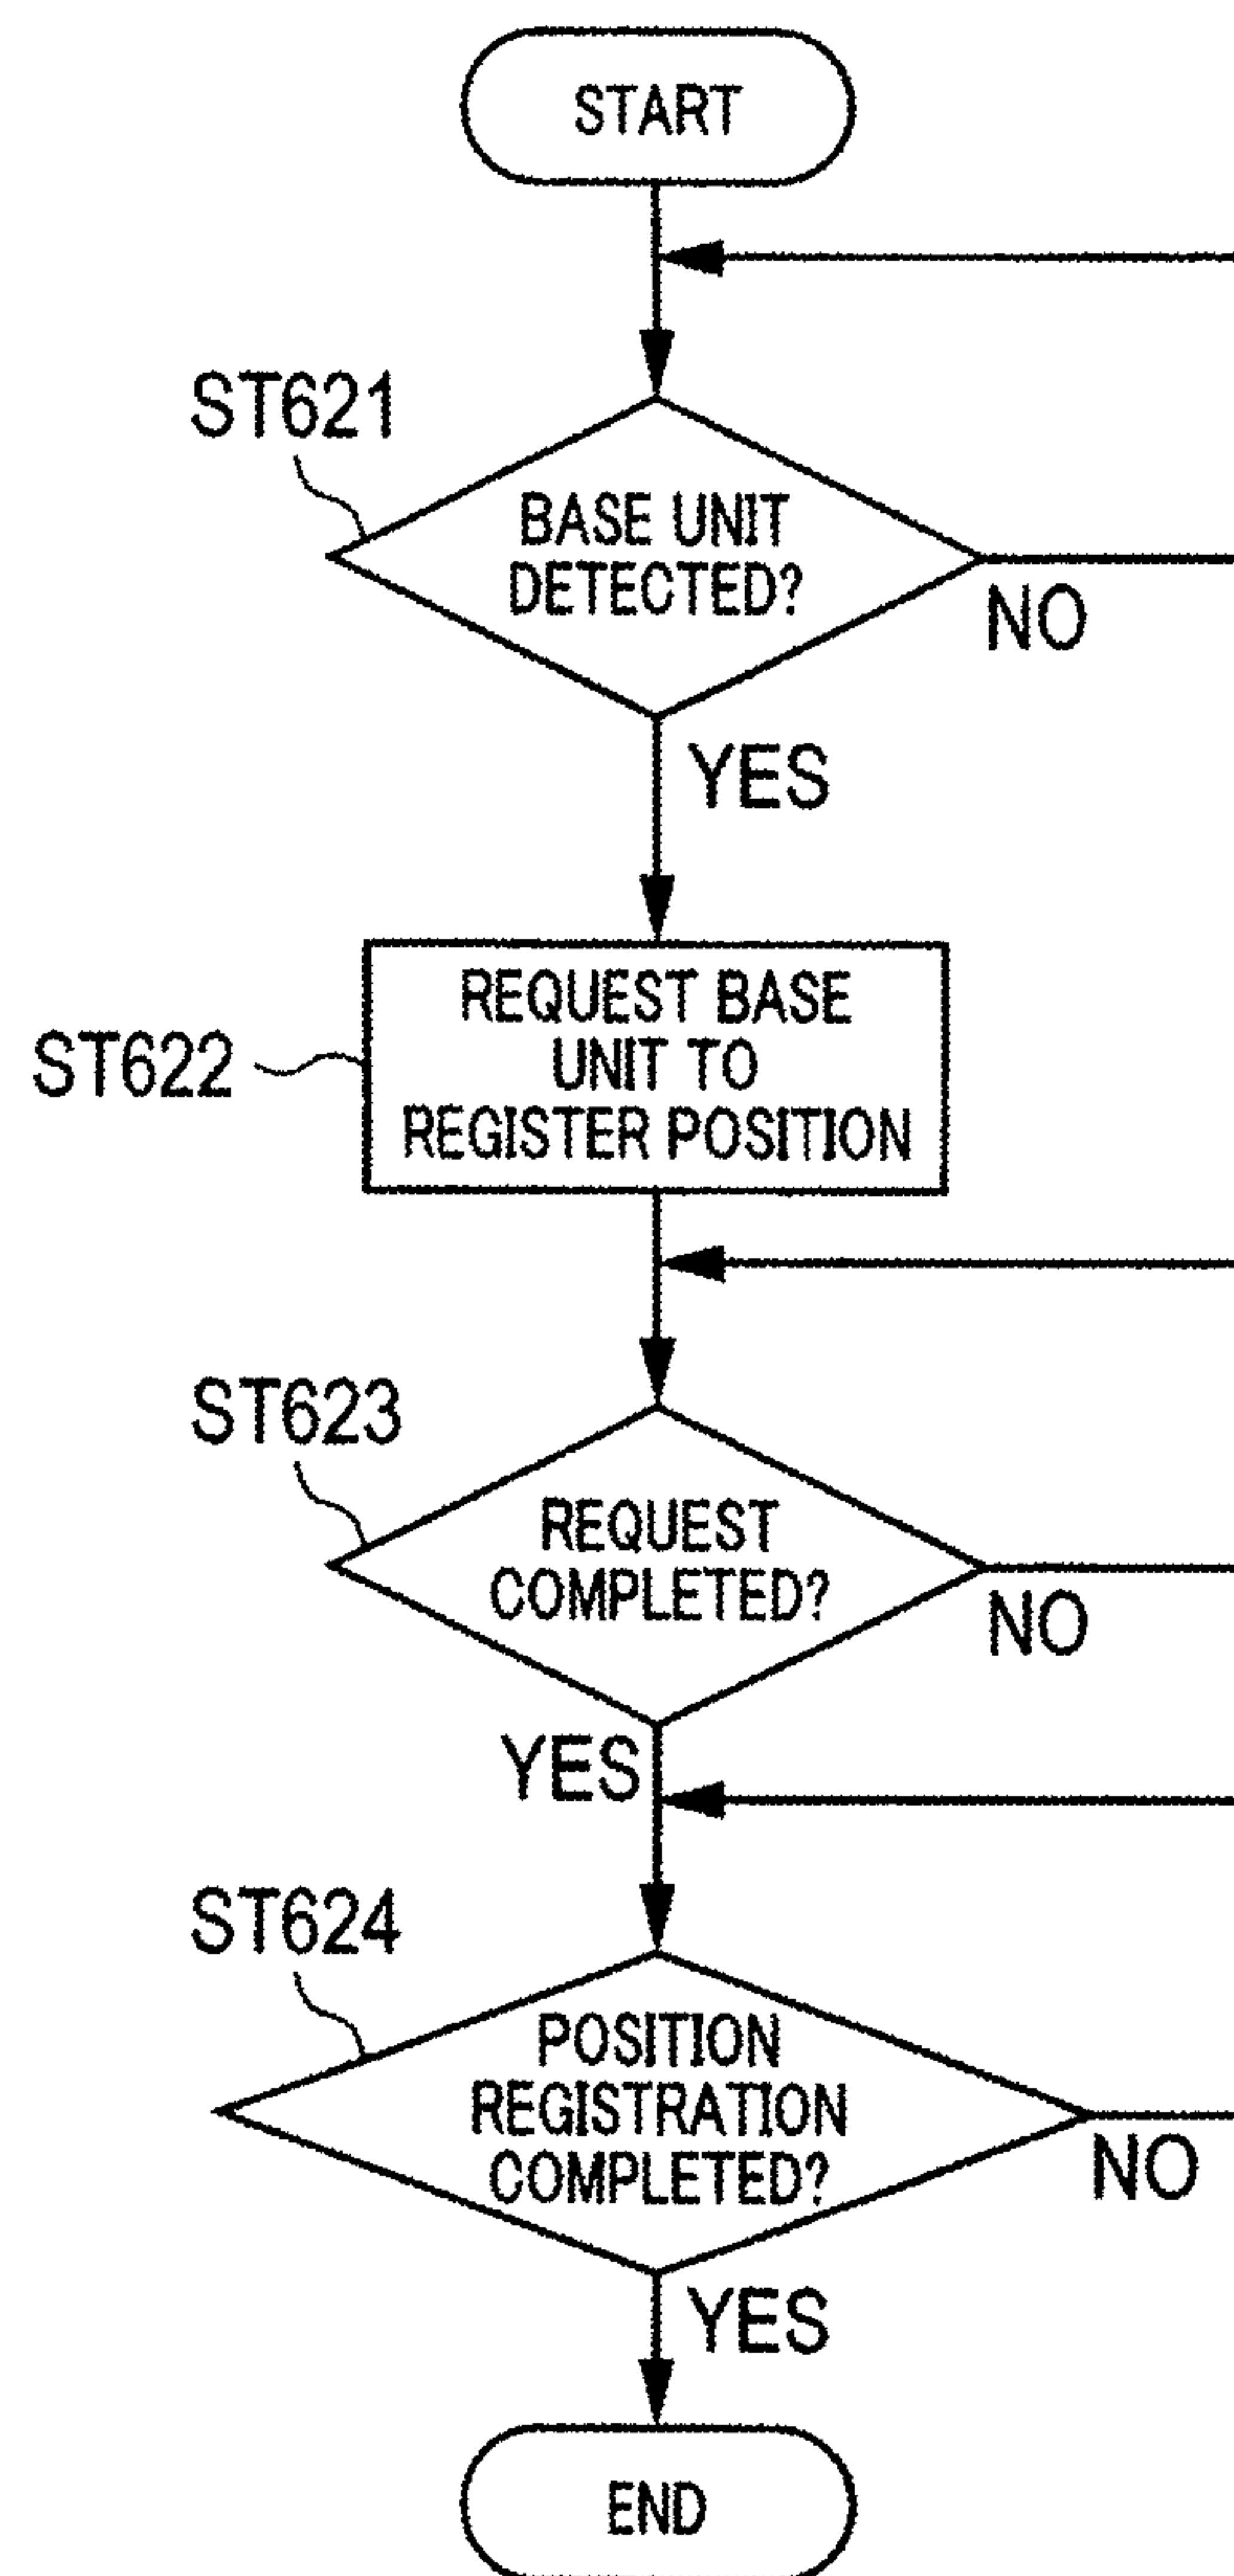 START
ST621
BASE UNIT
DETECTED?
NO
YES
ST622
REQUEST BASE
UNIT TO
REGISTER POSITION
ST623
REQUEST
COMPLETED?
NO
YES
ST624
POSITION
REGISTRATION
COMPLETED?
NO
YES
END